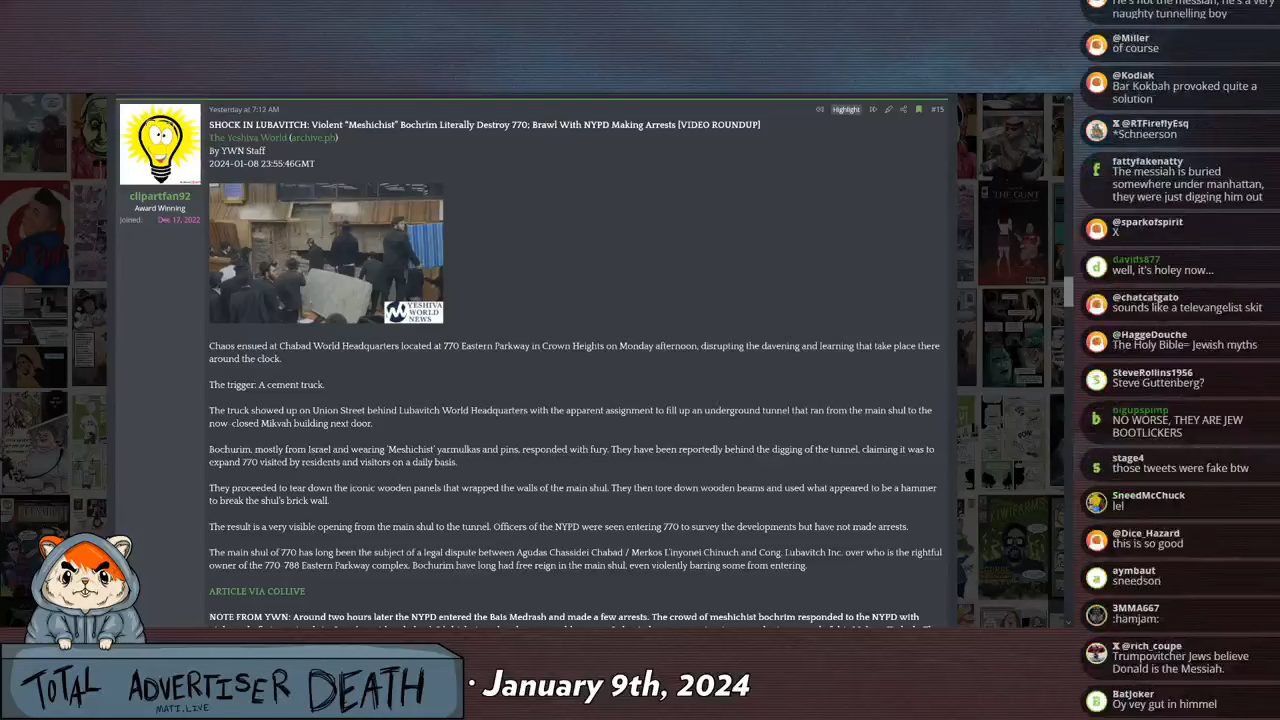 Yesterday at 7:12 AM
Highlight
#15
SHOCK IN LUBAVITCH: Violent "Meshichist" Bochrim Literally Destroy 770; Brawl With NYPD Making Arrests [VIDEO ROUNDUP]
The Yeshiva World (archive.ph)
By YWN Staff
2024-01-08 23:55:46GMT
clipartfan92
Award Winning
Joined: Dec 17, 2022
YESHIVA
WORLD
NEWS
Chaos ensued at Chabad World Headquarters located at 770 Eastern Parkway in Crown Heights on Monday afternoon, disrupting the davening and learning that take place there
around the clock.
The trigger: A cement truck.
The truck showed up on Union Street behind Lubavitch World Headquarters with the apparent assignment to fill up an underground tunnel that ran from the main shul to the
now-closed Mikvah building next door.
Bochurim, mostly from Israel and wearing 'Meshichist' yarmulkas and pins, responded with fury. They have been reportedly behind the digging of the tunnel, claiming it was to
expand 770 visited by residents and visitors on a daily basis.
They proceeded to tear down the iconic wooden panels that wrapped the walls of the main shul. They then tore down wooden beams and used what appeared to be a hammer
to break the shul's brick wall.
The result is a very visible opening from the main shul to the tunnel. Officers of the NYPD were seen entering 770 to survey the developments but have not made arrests.
The main shul of 770 has long been the subject of a legal dispute between Agudas Chassidei Chabad / Merkos L'inyonei Chinuch and Cong. Lubavitch Inc. over who is the rightful
owner of the 770-788 Eastern Parkway complex. Bochurim have long had free reign in the main shul, even violently barring some from entering.
ARTICLE VIA COLLIVE
NOTE FROM YWN: Around two hours later the NYPD entered the Bais Medrash and made a few arrests. The crowd of meshichist bochrim responded to the NYPD with
He's not the messiah, he's a very
naughty tunnelling boy
@Miller
of course
@Kodiak
Bar Kokbah provoked quite a
solution
X @RTFireflyEsq
*Schneerson
fattyfakenatty
The messiah is buried
somewhere under manhattan,
they were just digging him out
@sparkofspirit
X
davids877
well, it's holey now...
@chatcatgato
sounds like a televangelist skit
@HaggeDouche
The Holy Bible= Jewish myths
SteveRollins1956
Steve Guttenberg?
bigupspimp
NO WORSE, THEY ARE JEW
BOOTLICKERS
stage4
those tweets were fake btw
SneedMcChuck
lel
@Dice_Hazard
this is so good
aymbaut
sneedson
3MMA667
:hamjam:
X @rich_coupe
Trumpovitcher Jews believe
Donald is the Messiah.
BatJoker
Oy vey gut in himmel
THE GUNT
KIWIFARMS
TOTAL ADVERTISER DEATH
MATI.LIVE
· January 9th, 2024